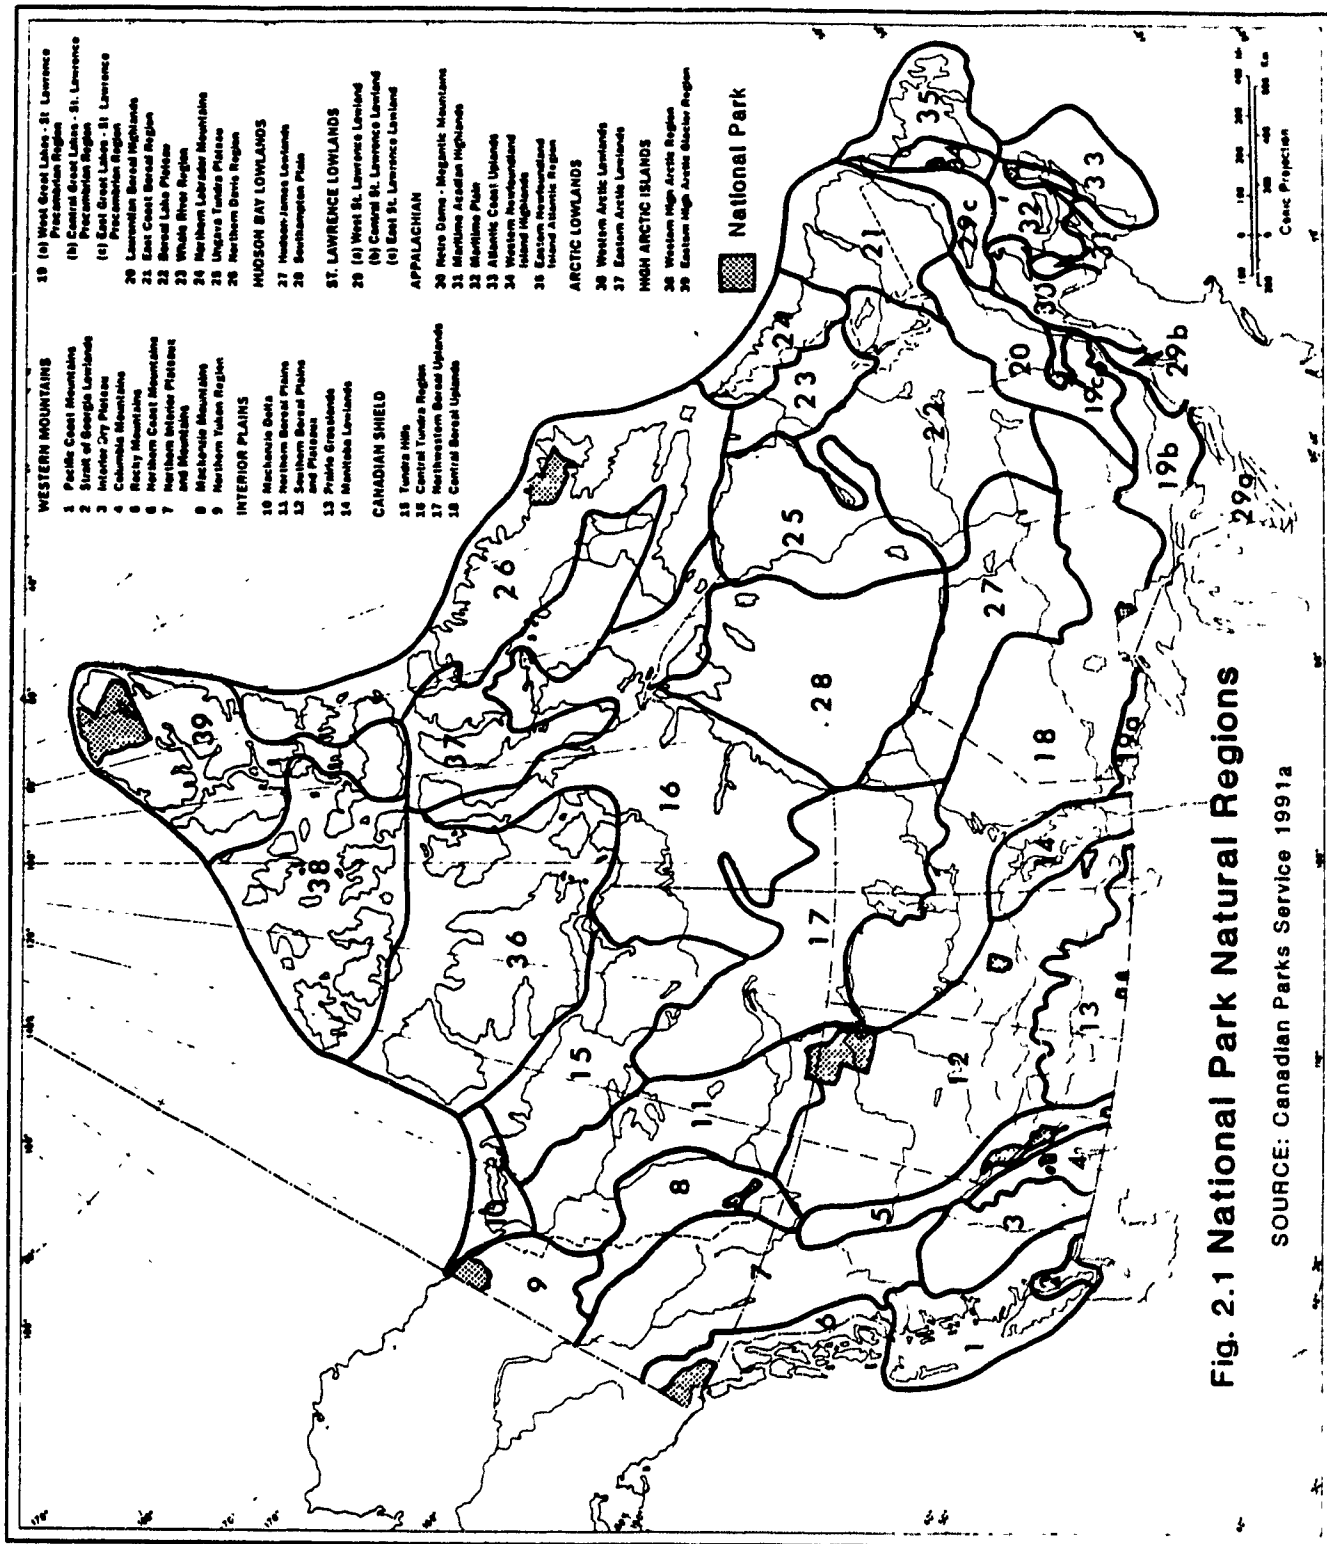 WESTERN MOUNTAINS
1 Pacific Coast Mountains
2 Strait of Georgia Lowlands
3 Interior Dry Plateau
4 Columbia Mountains
5 Rocky Mountains
6 Northern Coast Mountains
7 Northern Interior Plateaux
and Mountains
8 Mackenzie Mountains
9 Northern Yukon Region
INTERIOR PLAINS
10 Mackenzie Delta
11 Northern Boreal Plains
12 Southern Boreal Plains
and Plateaux
13 Prairie Grasslands
14 Manitoba Lowlands
CANADIAN SHIELD
15 Tundra Hills
16 Central Tundra Region
17 Northwestern Boreal Uplands
18 Central Boreal Uplands
19 (a) West Great Lakes - St Lawrence
Precambrian Region
(b) Central Great Lakes - St. Lawrence
Precambrian Region
(c) East Great Lakes - St Lawrence
Precambrian Region
20 Laurentian Boreal Highlands
21 East Coast Boreal Region
22 Boreal Lake Plateau
23 Whale River Region
24 Northern Labrador Mountains
25 Ungava Tundra Plateau
26 Northern Davis Region
HUDSON BAY LOWLANDS
27 Hudson-James Lowlands
28 Southampton Plain
ST. LAWRENCE LOWLANDS
29 (a) West St. Lawrence Lowland
(b) Central St. Lawrence Lowland
(c) East St. Lawrence Lowland
APPALACHIAN
30 Notre Dame - Megantic Mountains
31 Maritime Acadian Highlands
32 Maritime Plain
33 Atlantic Coast Uplands
34 Western Newfoundland
Island Highlands
35 Eastern Newfoundland
Island Atlantic Region
ARCTIC LOWLANDS
36 Western Arctic Lowlands
37 Eastern Arctic Lowlands
HIGH ARCTIC ISLANDS
38 Western High Arctic Region
39 Eastern High Arctic Glacier Region
National Park
39
38
26
37
36
16
15
10
9
11
8
7
6
5
4
3
1
12
13
14
17
18
19a
28
27
25
24
23
22
21
20
19c
19b
29a
29b
29c
30
31
32
33
34
35
Conic Projection
Fig. 2.1 National Park Natural Regions
SOURCE: Canadian Parks Service 1991a